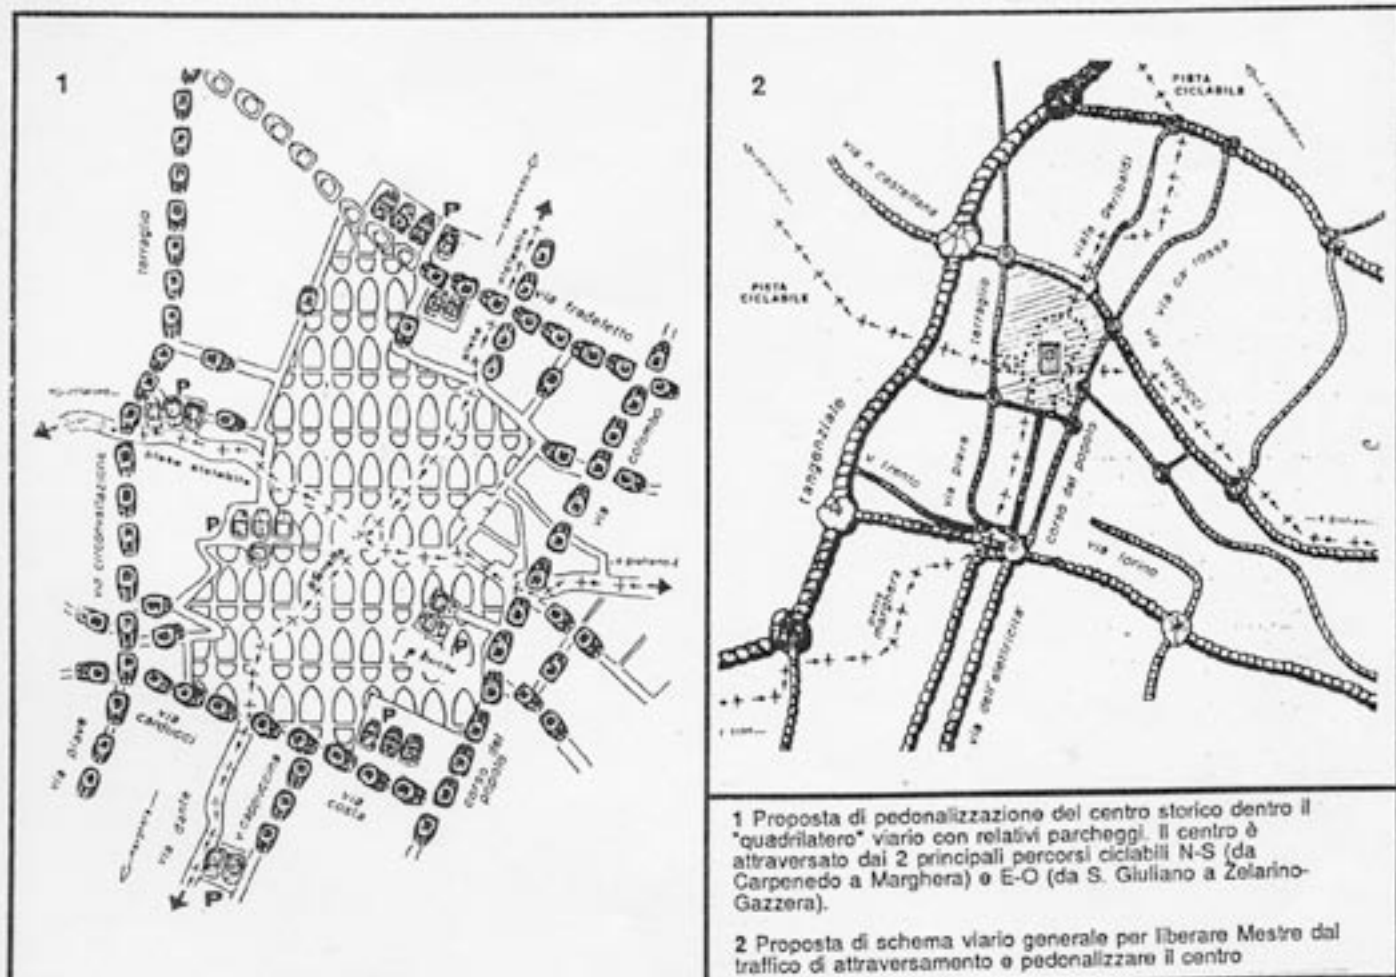 1
terraglio
P
via fradeletto
P
pista ciclabile
via circonvallazione
colombo
via
P
P
P
via carducci
via piave
via costa
corso del popolo
via dante
v cappuccina
P
2
PISTA
CICLABILE
via n castellana
viale garibaldi
PISTA
CICLABILE
terraglio
via ca' rossa
via vespucci
tangenziale
v. trento
via piave
corso del popolo
via torino
via dell'elettricita'
1 Proposta di pedonalizzazione del centro storico dentro il
"quadrilatero" viario con relativi parcheggi. Il centro è
attraversato dai 2 principali percorsi ciclabili N-S (da
Carpenedo a Marghera) e E-O (da S. Giuliano a Zelarino-
Gazzera).
2 Proposta di schema viario generale per liberare Mestre dal
traffico di attraversamento e pedonalizzare il centro